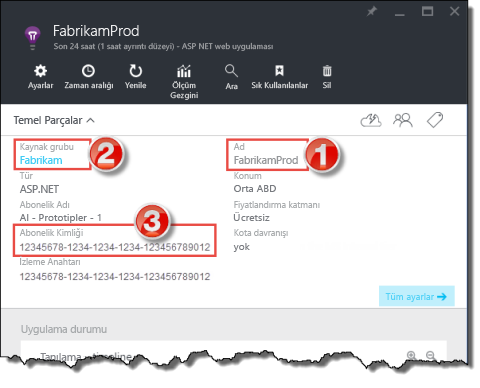 FabrikamProd
Son 24 saat (1 saat ayrıntı düzeyi) - ASP NET web uygulaması
Ayarlar
Zaman aralığı
Yenile
Ölçüm
Gezgini
Ara
Sık Kullanılanlar
Sil
Temel Parçalar
Kaynak grubu
Fabrikam
2
Ad
FabrikamProd
1
Tür
ASP.NET
Konum
Orta ABD
Abonelik Adı
AI - Prototipler - 1
Fiyatlandırma katmanı
Ücretsiz
3
Abonelik Kimliği
12345678-1234-1234-1234-123456789012
Kota davranışı
yok
İzleme Anahtarı
12345678-1234-1234-1234-123456789012
Tüm ayarlar
Uygulama durumu